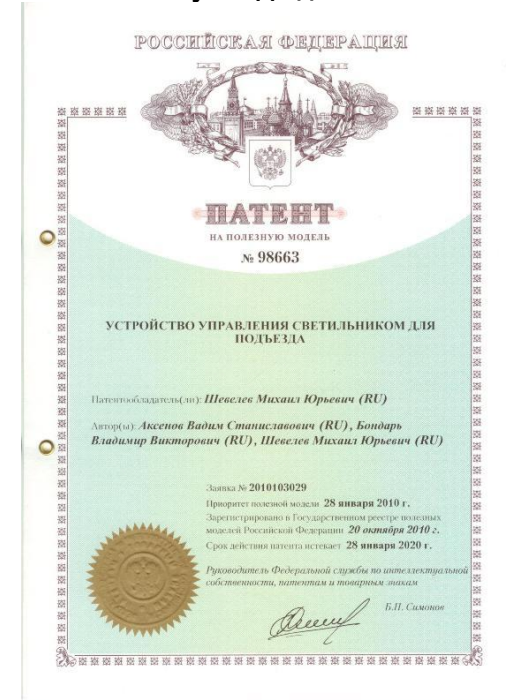 РОССИЙСКАЯ ФЕДЕРАЦИЯ
ПАТЕНТ
НА ПОЛЕЗНУЮ МОДЕЛЬ
№ 98663
УСТРОЙСТВО УПРАВЛЕНИЯ СВЕТИЛЬНИКОМ ДЛЯ
ПОДЪЕЗДА
Патентообладатель(ли): Шевелев Михаил Юрьевич (RU)
Автор(ы): Аксенов Вадим Станиславович (RU), Бондарь
Владимир Викторович (RU), Шевелев Михаил Юрьевич (RU)
Заявка № 2010103029
Приоритет полезной модели 28 января 2010 г.
Зарегистрировано в Государственном реестре полезных
моделей Российской Федерации 20 октября 2010 г.
Срок действия патента истекает 28 января 2020 г.
Руководитель Федеральной службы по интеллектуальной
собственности, патентам и товарным знакам
Б.П. Симонов